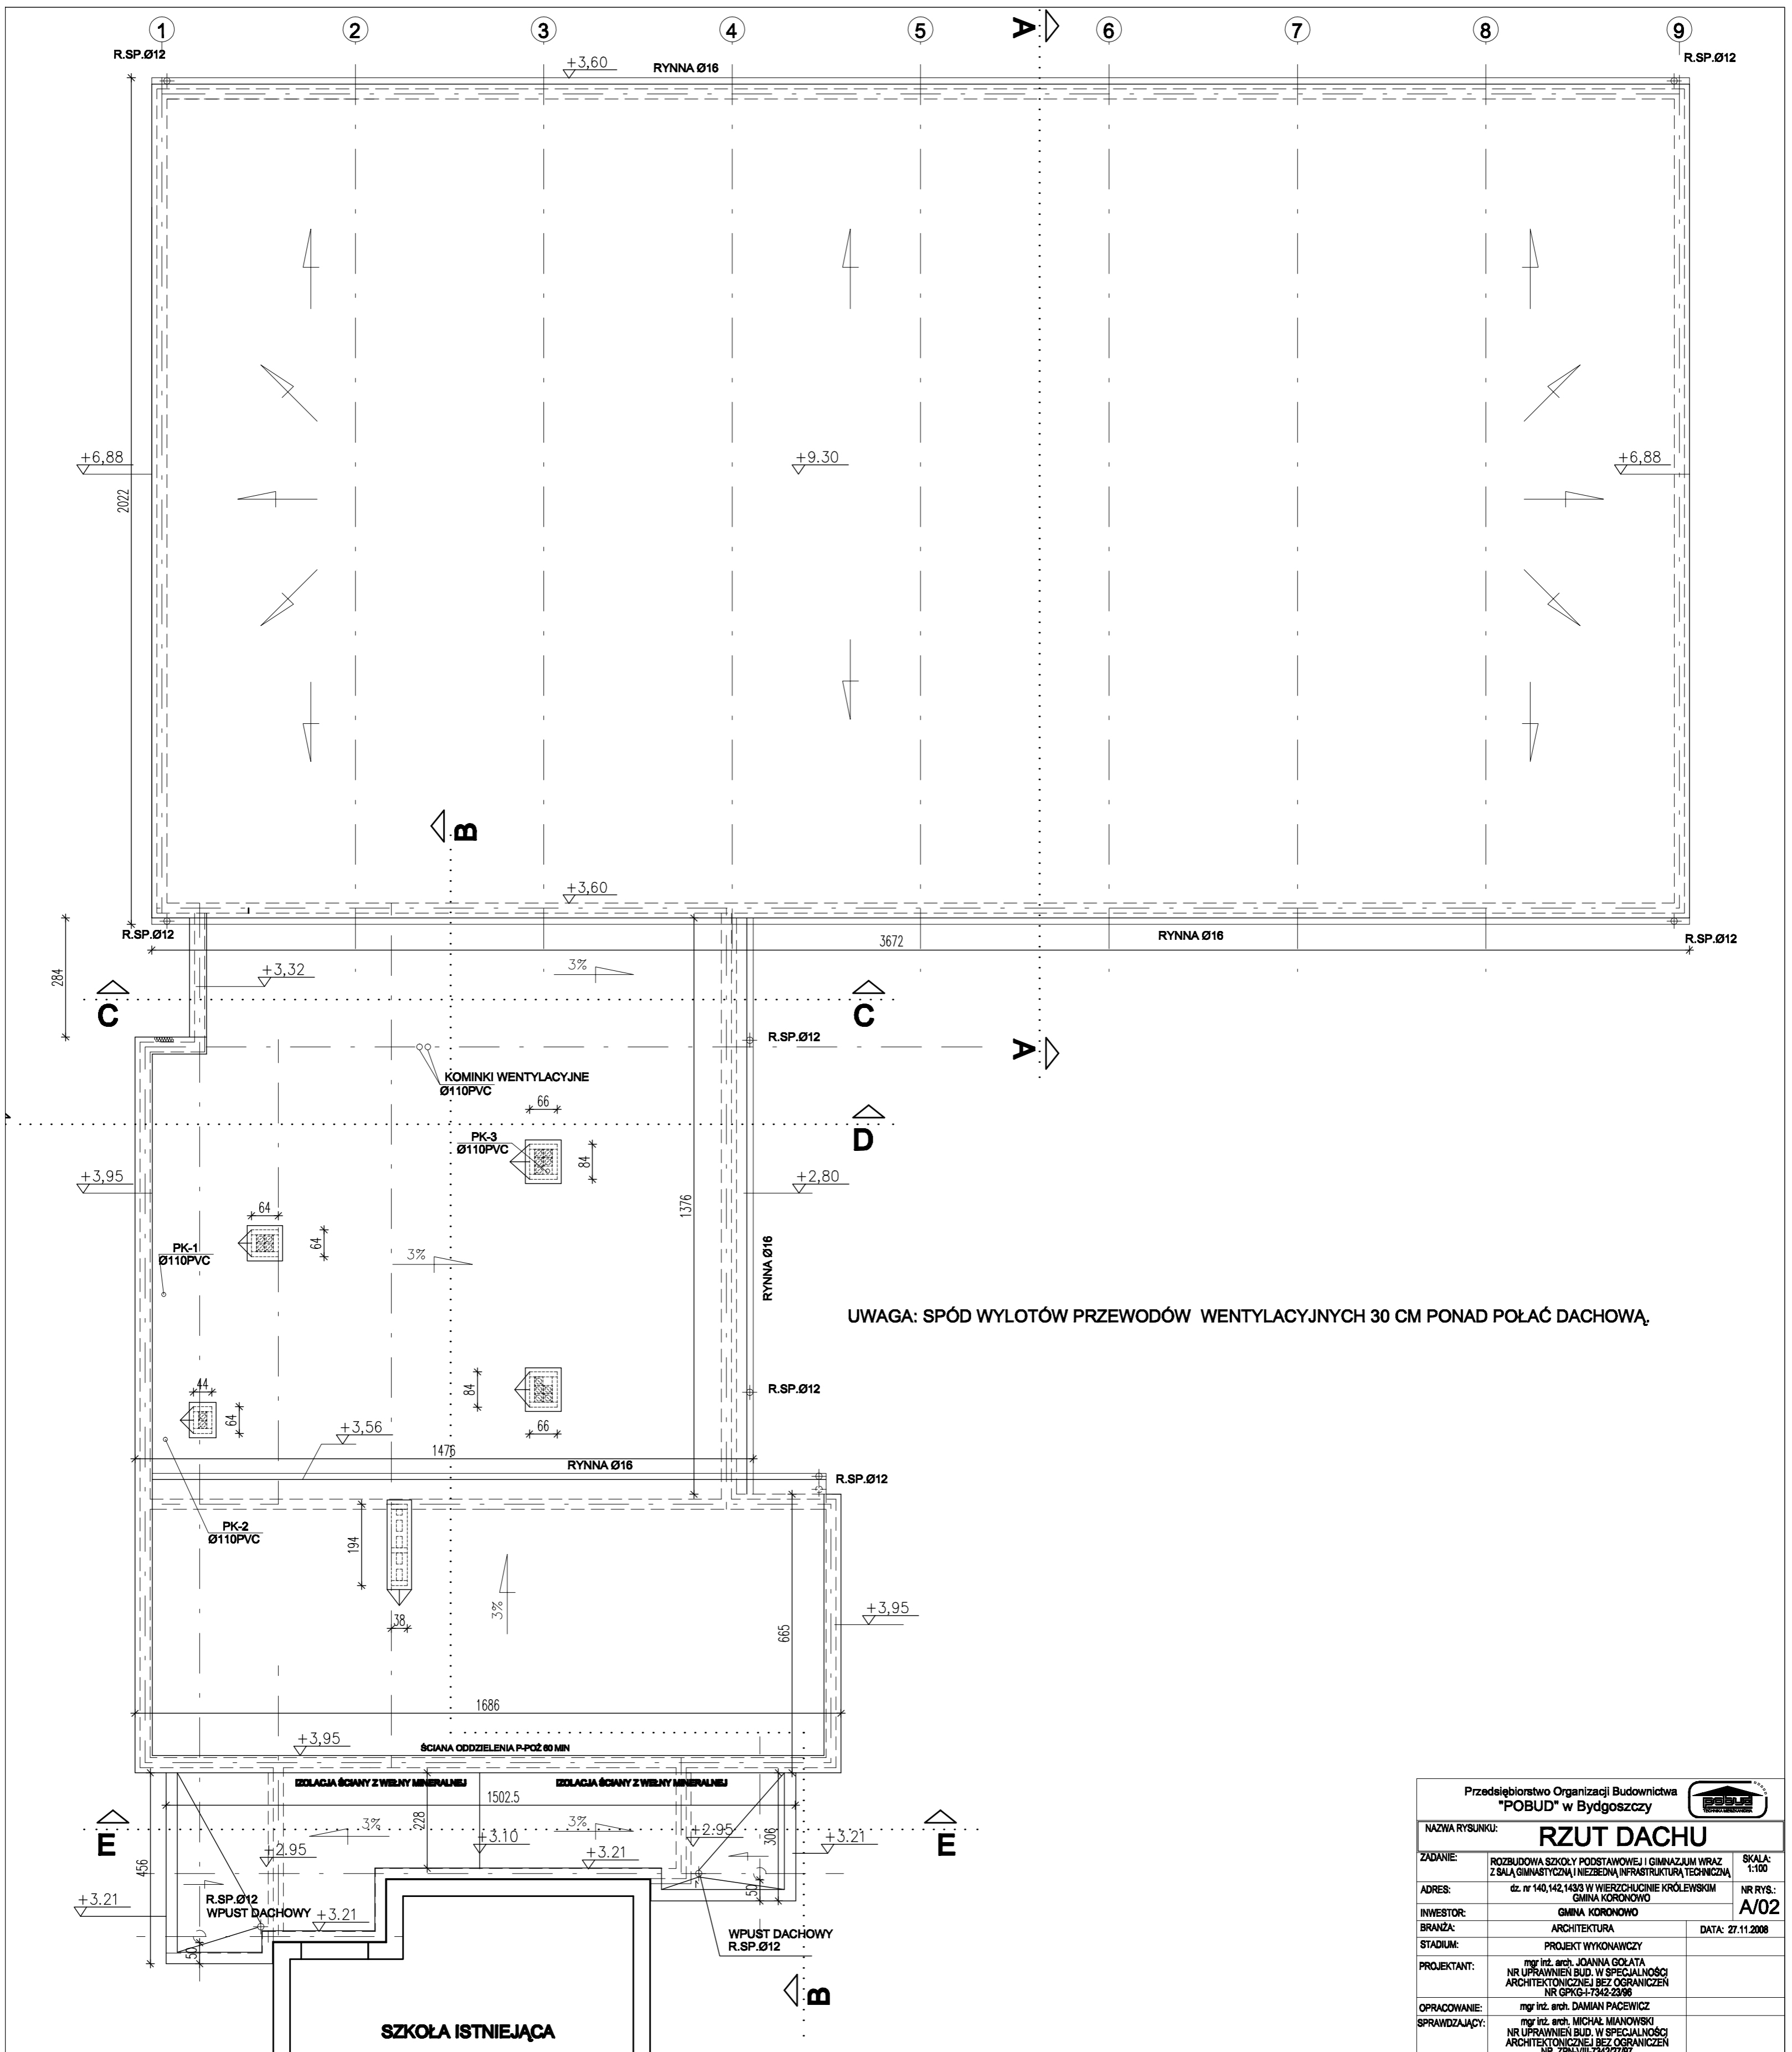 1 2 3 4 5 A 6 7 8 9
R.SP.Ø12
+3,60
RYNNA Ø16
R.SP.Ø12
+6,88
+9.30
+6,88
2022
B
+3,60
R.SP.Ø12
3672
RYNNA Ø16
R.SP.Ø12
284
+3,32
3%
C
C
R.SP.Ø12
A
KOMINKI WENTYLACYJNE
Ø110PVC
66
PK-3
Ø110PVC
84
D
+3,95
+2,80
1376
64
64
PK-1
Ø110PVC
3%
RYNNA Ø16
UWAGA: SPÓD WYLOTÓW PRZEWODÓW WENTYLACYJNYCH 30 CM PONAD POŁAĆ DACHOWĄ.
44
64
84
66
R.SP.Ø12
+3,56
1476
RYNNA Ø16
R.SP.Ø12
PK-2
Ø110PVC
194
38
3%
665
+3,95
1686
+3,95
ŚCIANA ODDZIELENIA P-POŻ 60 MIN
IZOLACJA ŚCIANY Z WEŁNY MINERALNEJ
IZOLACJA ŚCIANY Z WEŁNY MINERALNEJ
1502.5
E
3%
228
3%
306
E
+2.95
+3.10
+3.21
+2.95
+3.21
456
50
R.SP.Ø12
WPUST DACHOWY
+3.21
+3.21
50
WPUST DACHOWY
R.SP.Ø12
B
SZKOŁA ISTNIEJĄCA
Przedsiębiorstwo Organizacji Budownictwa
"POBUD" w Bydgoszczy
pobud
NAZWA RYSUNKU:
RZUT DACHU
ZADANIE:
ROZBUDOWA SZKOŁY PODSTAWOWEJ I GIMNAZJUM WRAZ
Z SALĄ GIMNASTYCZNĄ I NIEZBEDNĄ INFRASTRUKTURĄ TECHNICZNĄ
SKALA:
1:100
ADRES:
dz. nr 140,142,143/3 W WIERZCHUCINIE KRÓLEWSKIM
GMINA KORONOWO
NR RYS.:
A/02
INWESTOR:
GMINA KORONOWO
BRANŻA:
ARCHITEKTURA
DATA: 27.11.2008
STADIUM:
PROJEKT WYKONAWCZY
PROJEKTANT:
mgr inż. arch. JOANNA GOŁATA
NR UPRAWNIEŃ BUD. W SPECJALNOŚCI
ARCHITEKTONICZNEJ BEZ OGRANICZEŃ
NR GPKG-I-7342-23/96
OPRACOWANIE:
mgr inż. arch. DAMIAN PACEWICZ
SPRAWDZAJĄCY:
mgr inż. arch. MICHAŁ MIANOWSKI
NR UPRAWNIEŃ BUD. W SPECJALNOŚCI
ARCHITEKTONICZNEJ BEZ OGRANICZEŃ